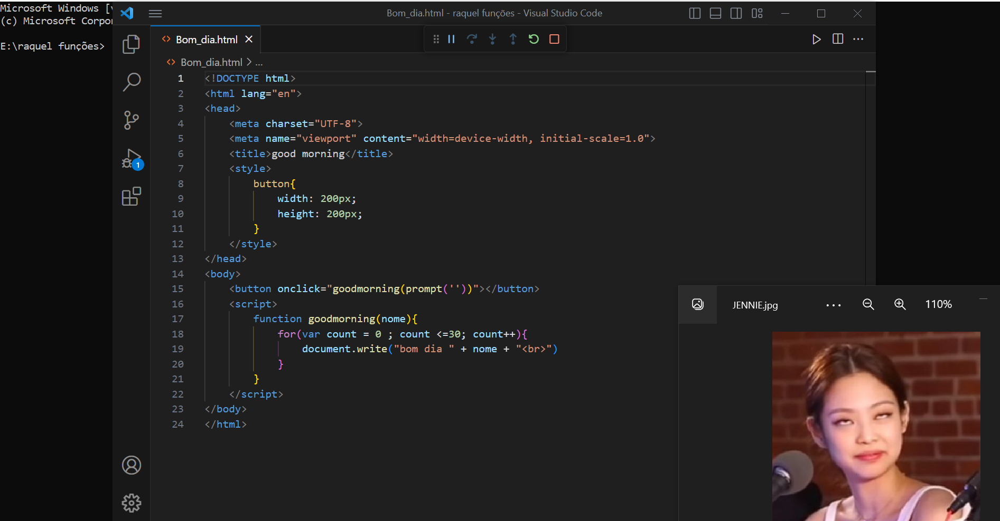 Microsoft Windows [
(c) Microsoft Corpor
E:\raquel funções>
Bom_dia.html - raquel funções - Visual Studio Code
Bom_dia.html
Bom_dia.html > ...
1
1 <!DOCTYPE html>
2 <html lang="en">
3 <head>
4     <meta charset="UTF-8">
5     <meta name="viewport" content="width=device-width, initial-scale=1.0">
6     <title>good morning</title>
7     <style>
8         button{
9             width: 200px;
10             height: 200px;
11         }
12     </style>
13 </head>
14 <body>
15     <button onclick="goodmorning(prompt(''))"></button>
16     <script>
17         function goodmorning(nome){
18             for(var count = 0 ; count <=30; count++){
19                 document.write("bom dia " + nome + "<br>")
20             }
21         }
22     </script>
23 </body>
24 </html>
JENNIE.jpg
110%